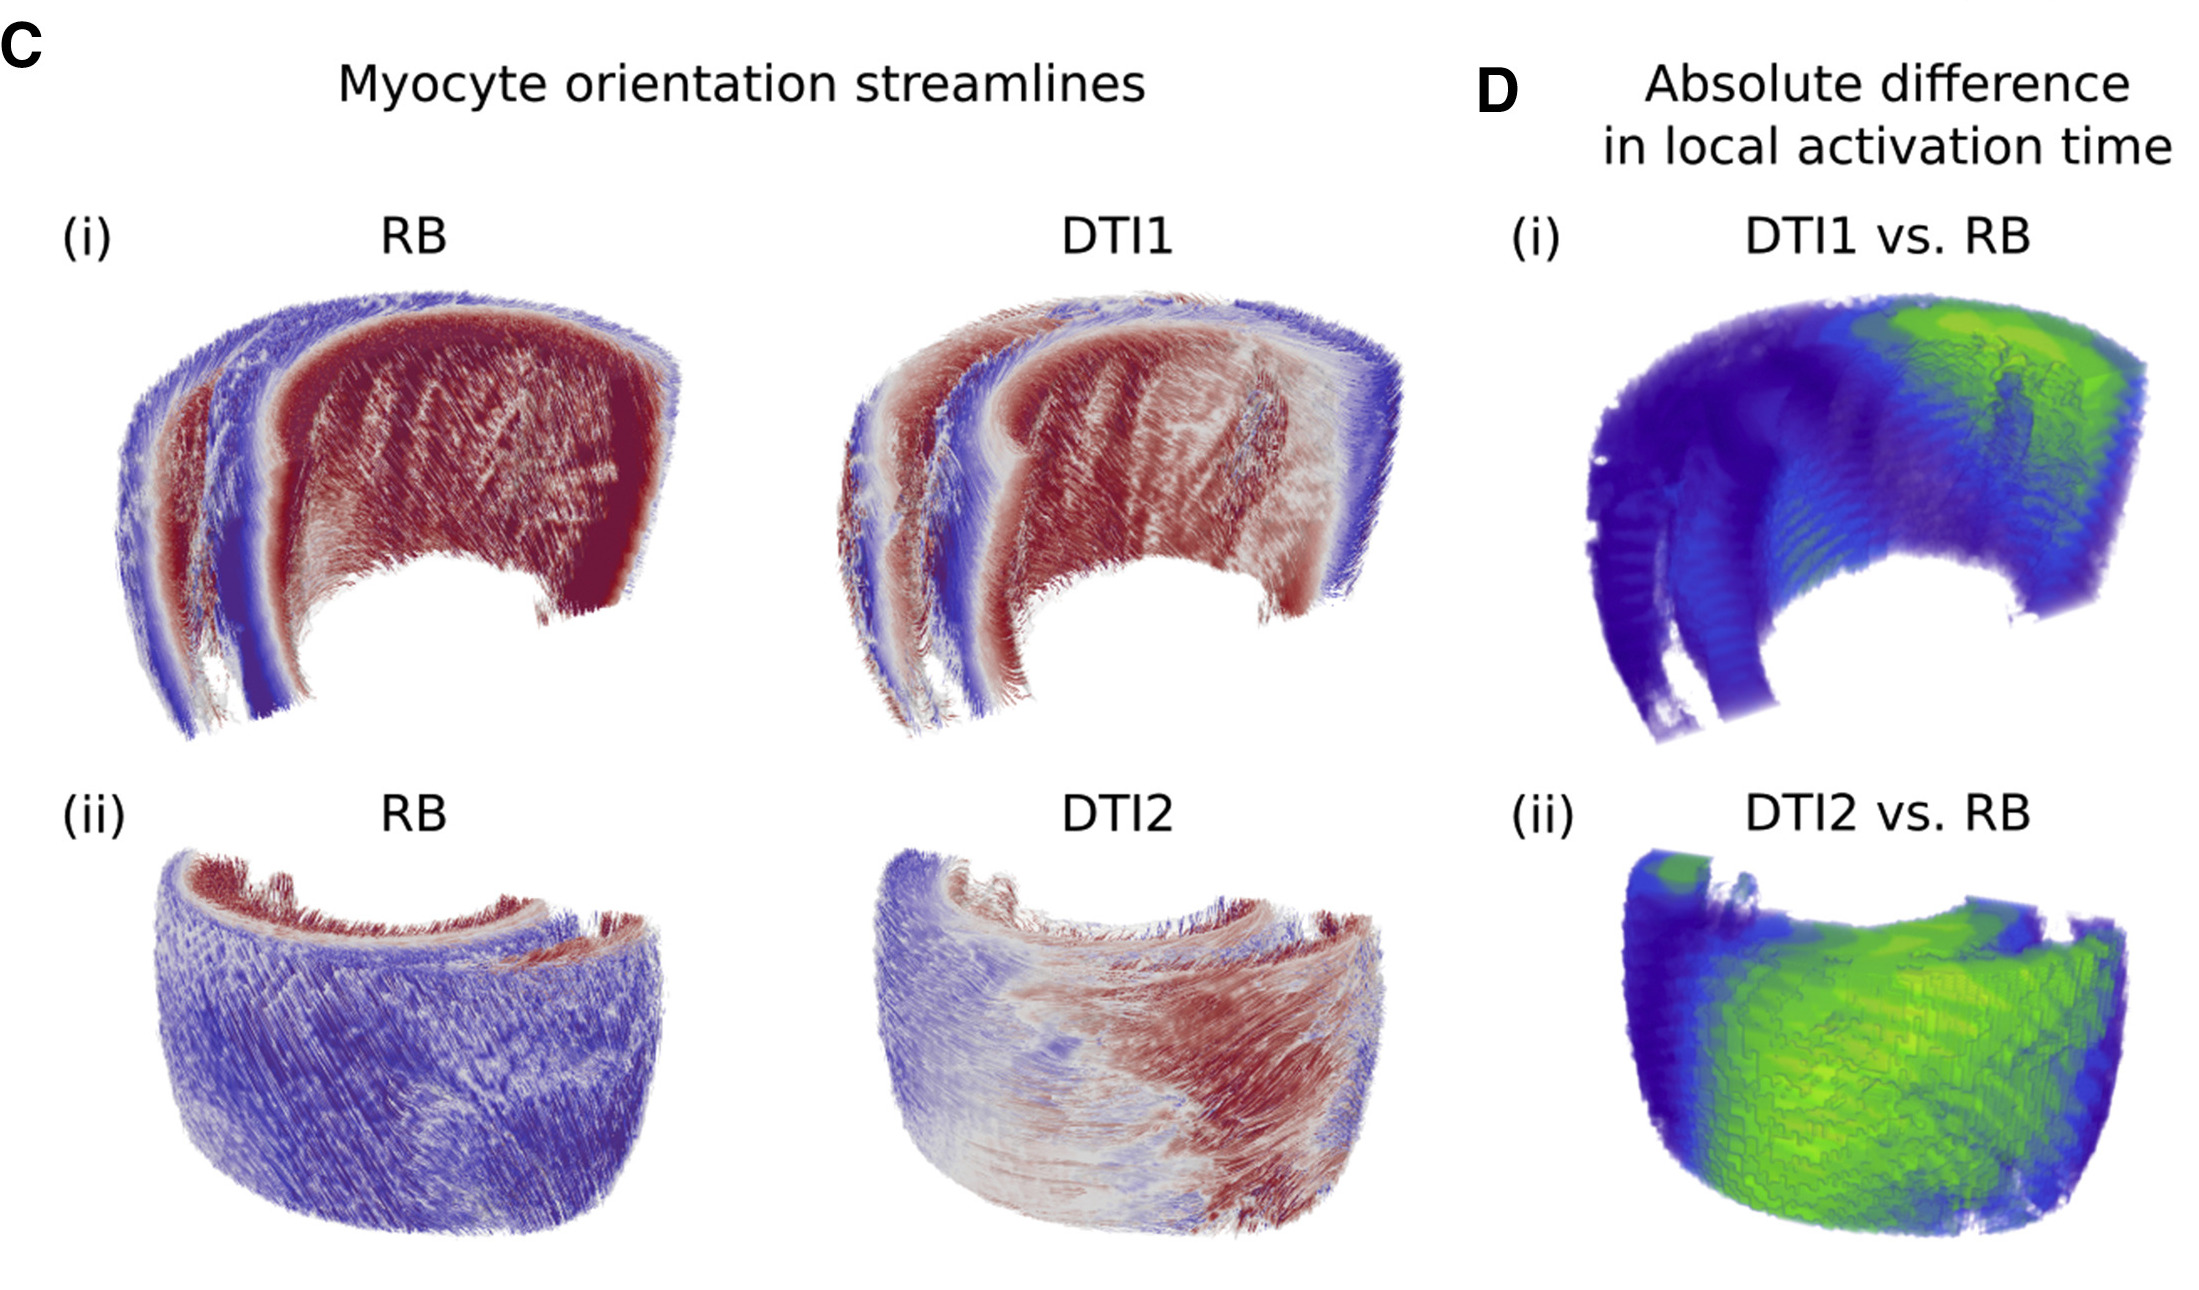 C
Myocyte orientation streamlines
(i)
RB
DTI1
(ii)
RB
DTI2
D
Absolute difference
in local activation time
(i)
DTI1 vs. RB
(ii)
DTI2 vs. RB